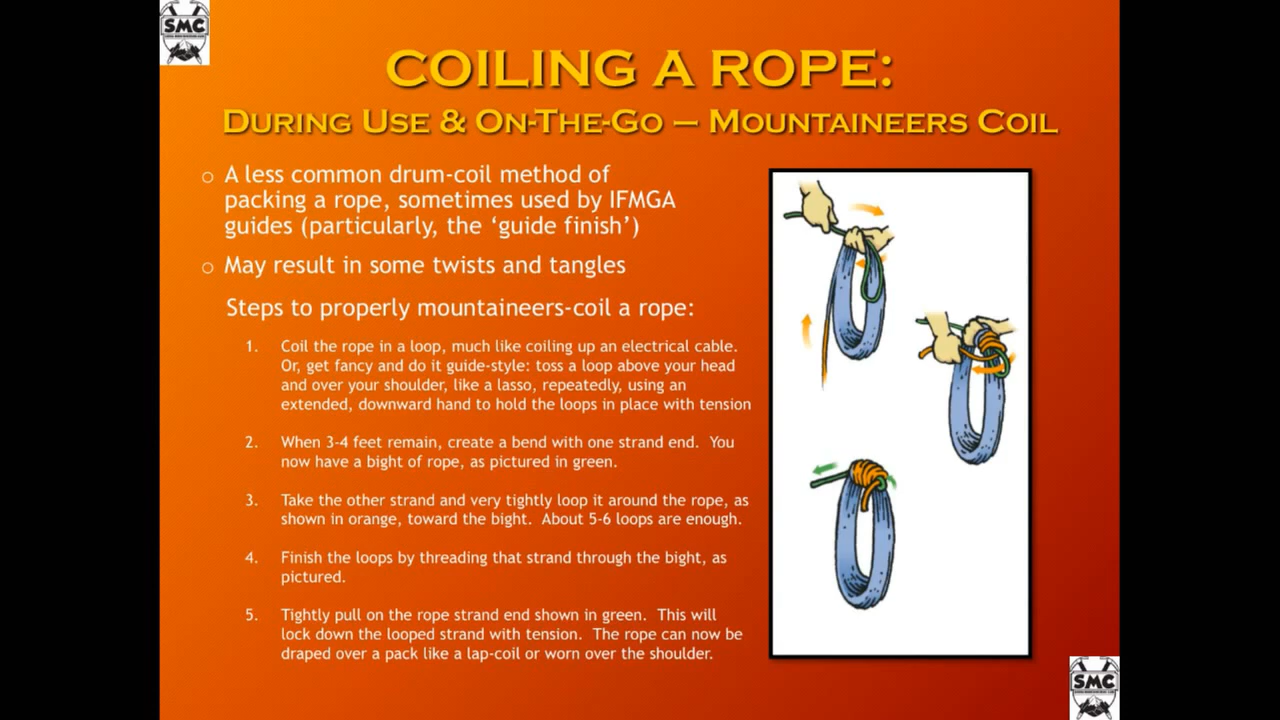 SMC
COILING A ROPE:
DURING USE & ON-THE-GO – MOUNTAINEERS COIL
○ A less common drum-coil method of
packing a rope, sometimes used by IFMGA
guides (particularly, the ‘guide finish’)
○ May result in some twists and tangles
Steps to properly mountaineers-coil a rope:
1. Coil the rope in a loop, much like coiling up an electrical cable.
Or, get fancy and do it guide-style: toss a loop above your head
and over your shoulder, like a lasso, repeatedly, using an
extended, downward hand to hold the loops in place with tension
2. When 3-4 feet remain, create a bend with one strand end. You
now have a bight of rope, as pictured in green.
3. Take the other strand and very tightly loop it around the rope, as
shown in orange, toward the bight. About 5-6 loops are enough.
4. Finish the loops by threading that strand through the bight, as
pictured.
5. Tightly pull on the rope strand end shown in green. This will
lock down the looped strand with tension. The rope can now be
draped over a pack like a lap-coil or worn over the shoulder.
SMC